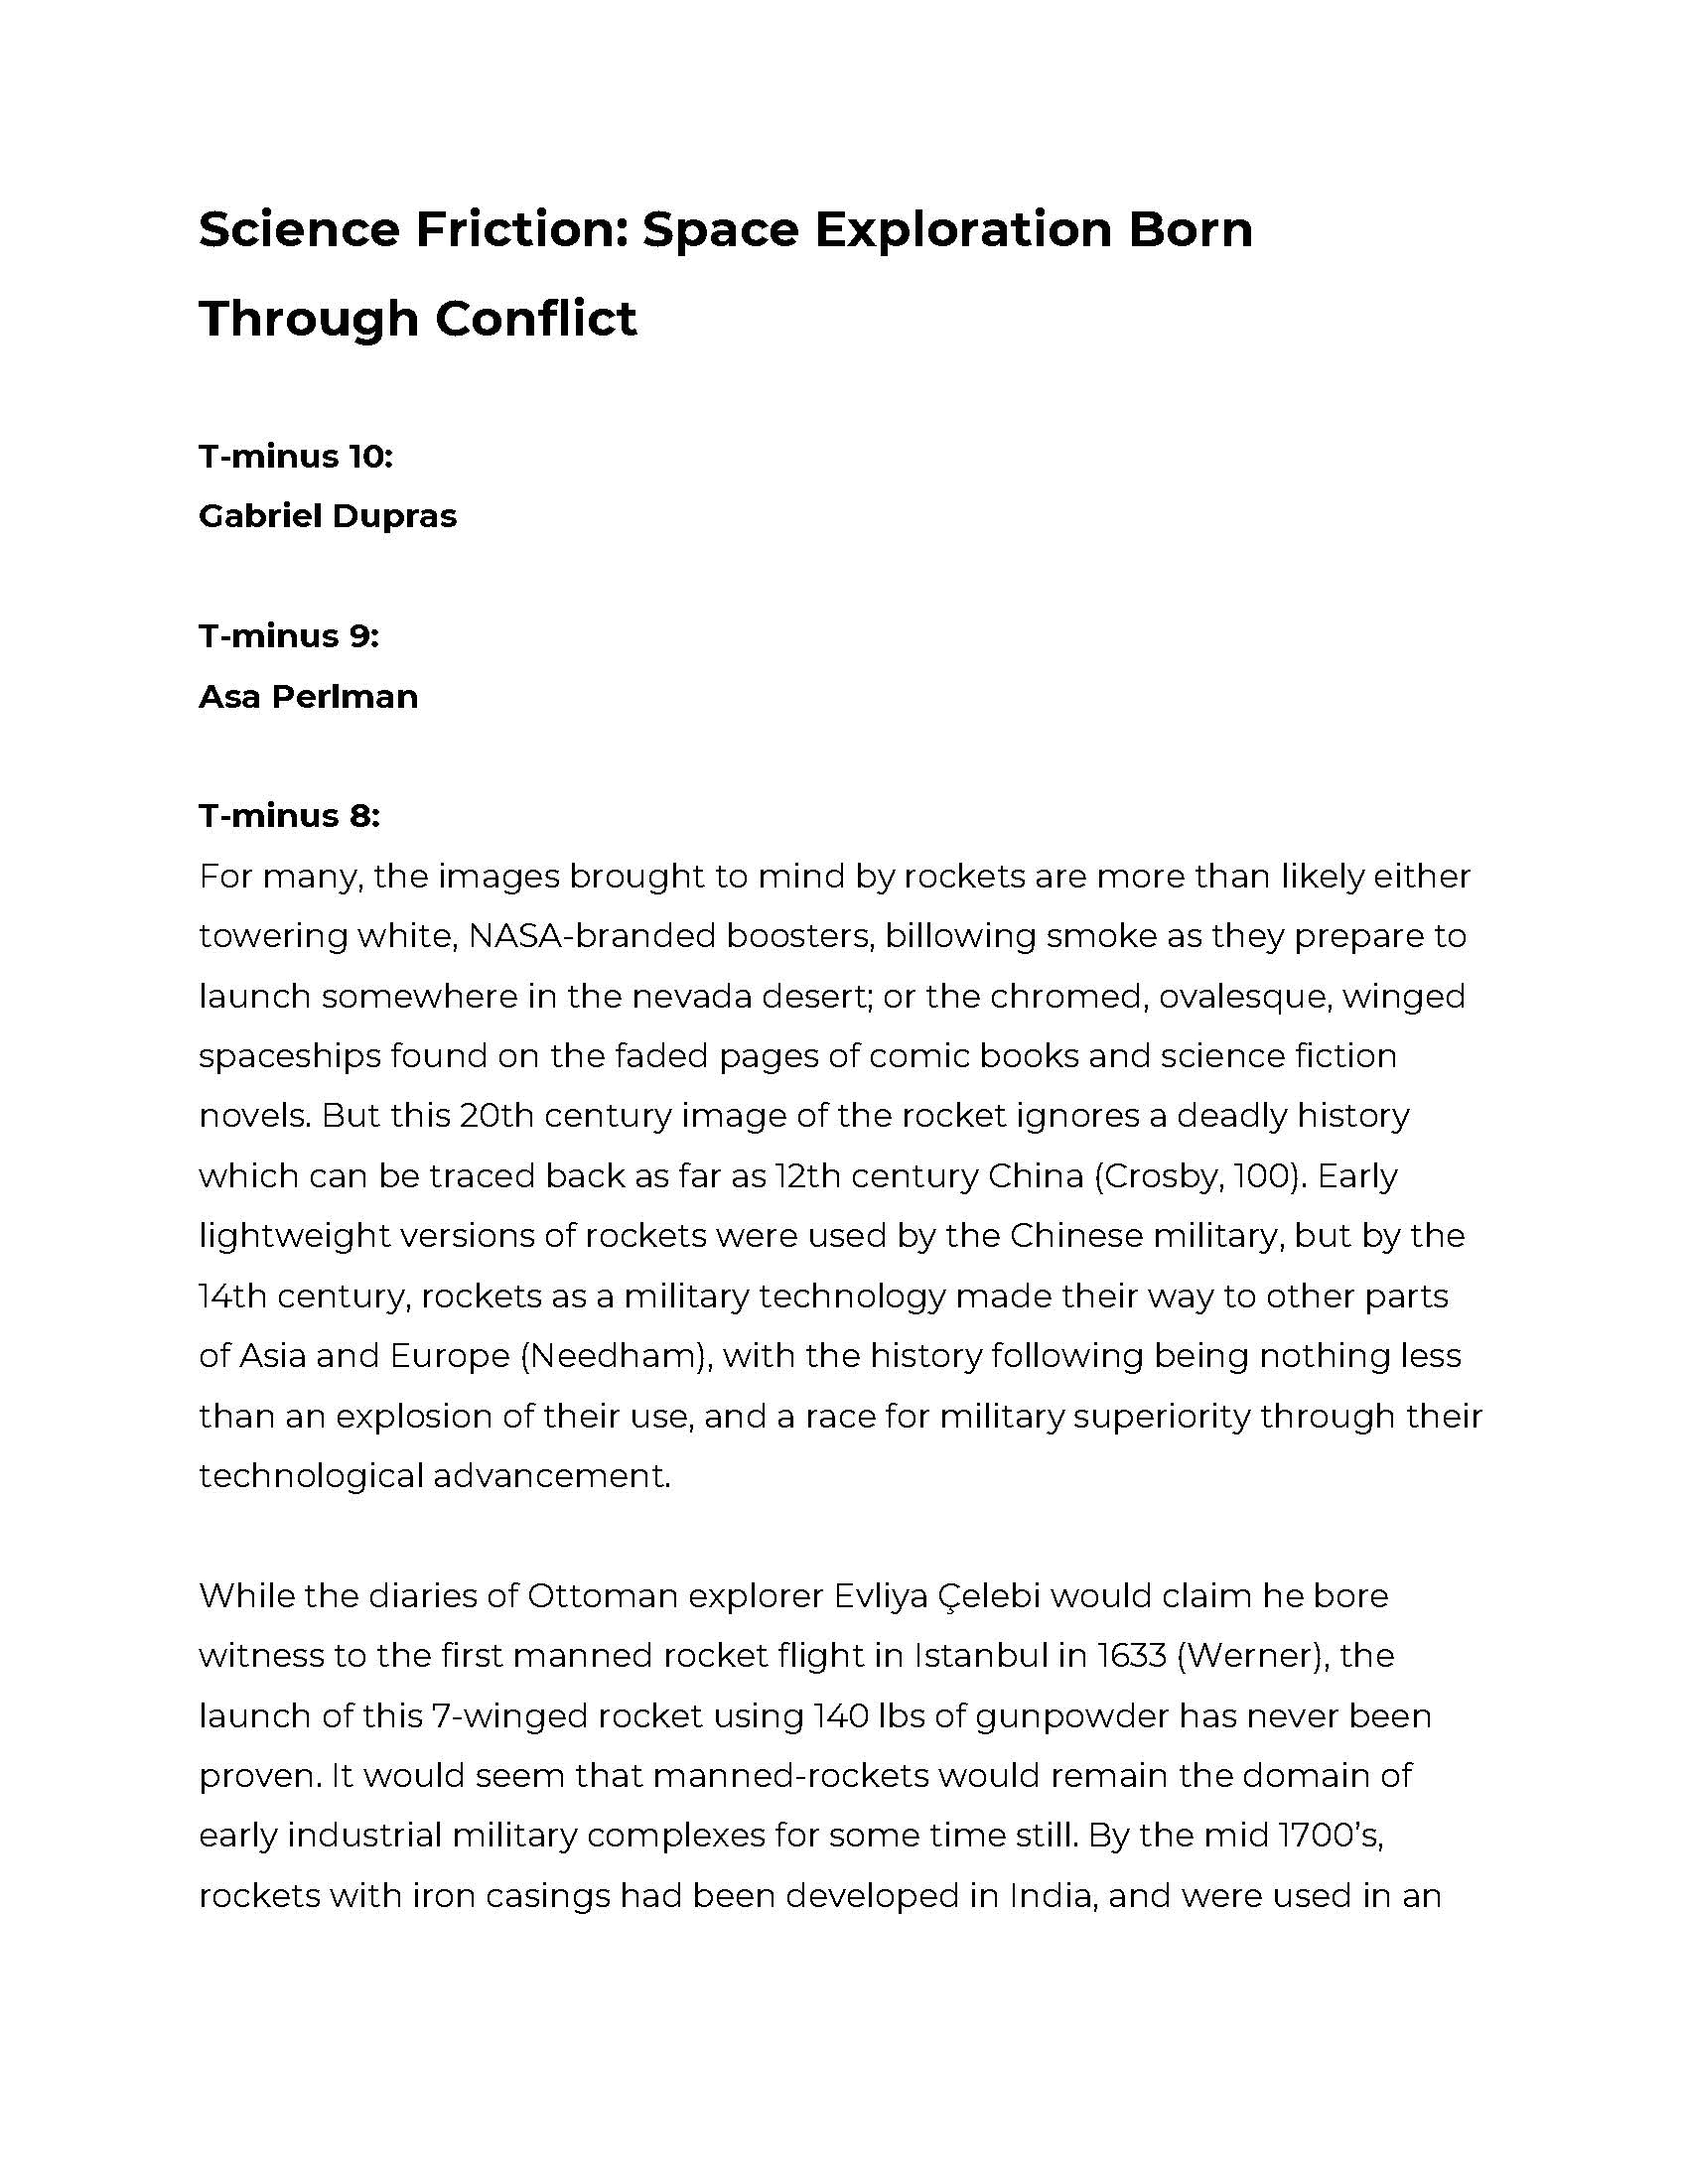 Science Friction: Space Exploration Born
Through Conflict
T-minus 10:
Gabriel Dupras
T-minus 9:
Asa Perlman
T-minus 8:
For many, the images brought to mind by rockets are more than likely either
towering white, NASA-branded boosters, billowing smoke as they prepare to
launch somewhere in the nevada desert; or the chromed, ovalesque, winged
spaceships found on the faded pages of comic books and science fiction
novels. But this 20th century image of the rocket ignores a deadly history
which can be traced back as far as 12th century China (Crosby, 100). Early
lightweight versions of rockets were used by the Chinese military, but by the
14th century, rockets as a military technology made their way to other parts
of Asia and Europe (Needham), with the history following being nothing less
than an explosion of their use, and a race for military superiority through their
technological advancement.
While the diaries of Ottoman explorer Evliya Çelebi would claim he bore
witness to the first manned rocket flight in Istanbul in 1633 (Werner), the
launch of this 7-winged rocket using 140 lbs of gunpowder has never been
proven. It would seem that manned-rockets would remain the domain of
early industrial military complexes for some time still. By the mid 1700’s,
rockets with iron casings had been developed in India, and were used in an